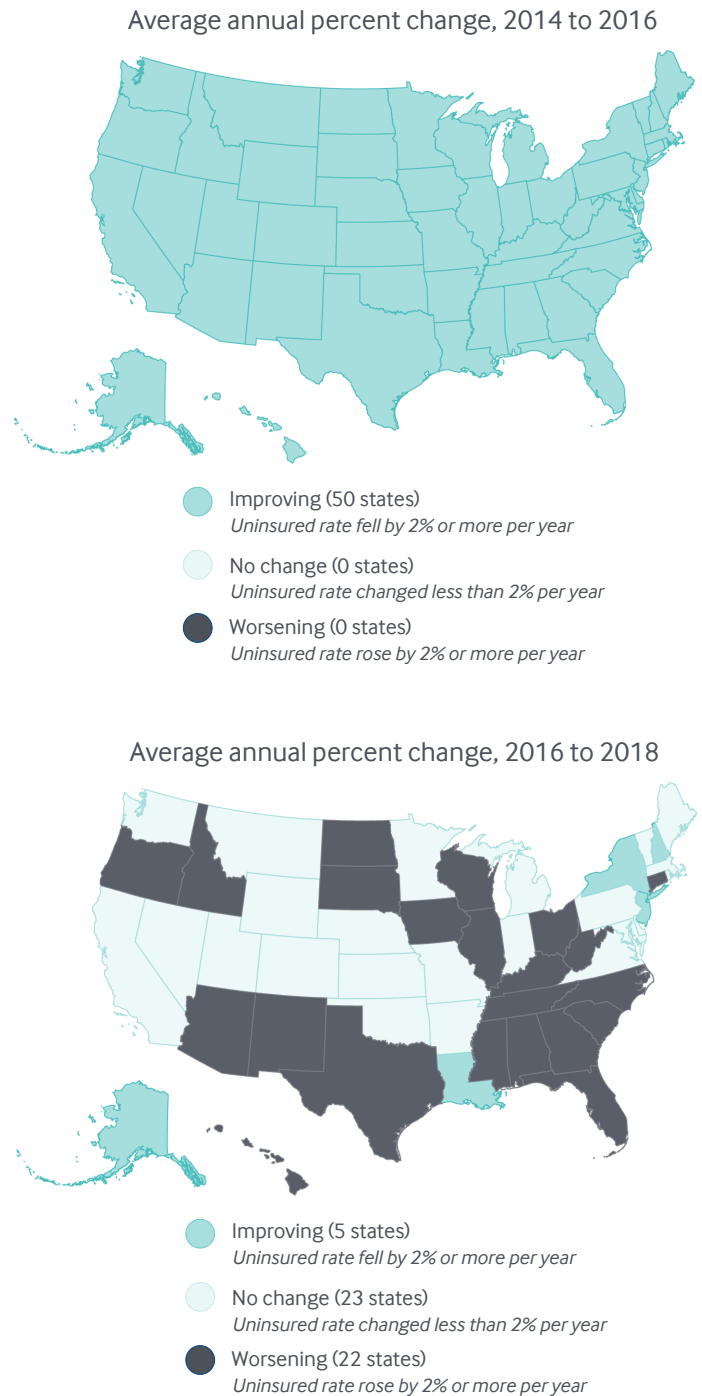 Average annual percent change, 2014 to 2016
Improving (50 states)
Uninsured rate fell by 2% or more per year
No change (0 states)
Uninsured rate changed less than 2% per year
Worsening (0 states)
Uninsured rate rose by 2% or more per year
Average annual percent change, 2016 to 2018
Improving (5 states)
Uninsured rate fell by 2% or more per year
No change (23 states)
Uninsured rate changed less than 2% per year
Worsening (22 states)
Uninsured rate rose by 2% or more per year